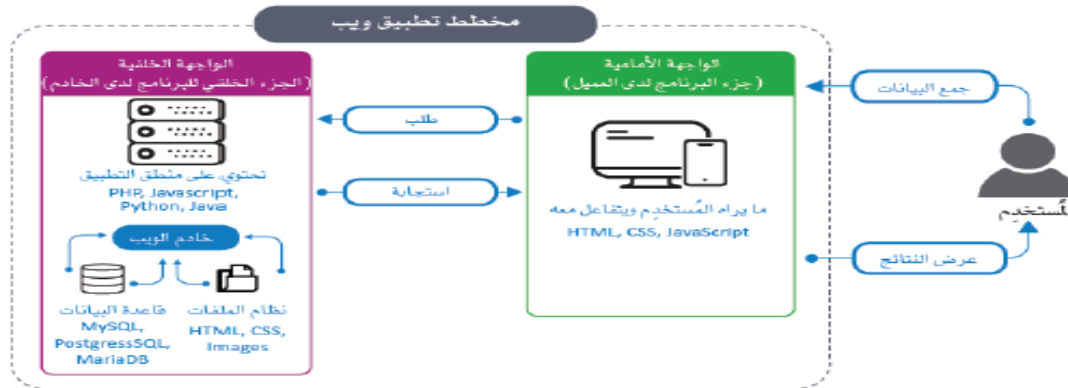 مخطط تطبيق ويب
الواجهة الأمامية
(جزء البرنامج لدى العميل)
ما يراه المُستخدِم ويتفاعل معه
HTML, CSS, JavaScript
الواجهة الخلفية
(الجزء الخلفي للبرنامج لدى الخادم)
تحتوي على منطق التطبيق
PHP, Javascript,
Python, Java
خادم الويب
نظام الملفات
HTML, CSS,
Images
قاعدة البيانات
MySQL,
PostgressSQL,
MariaDB
طلب
استجابة
جمع البيانات
المُستخدِم
عرض النتائج